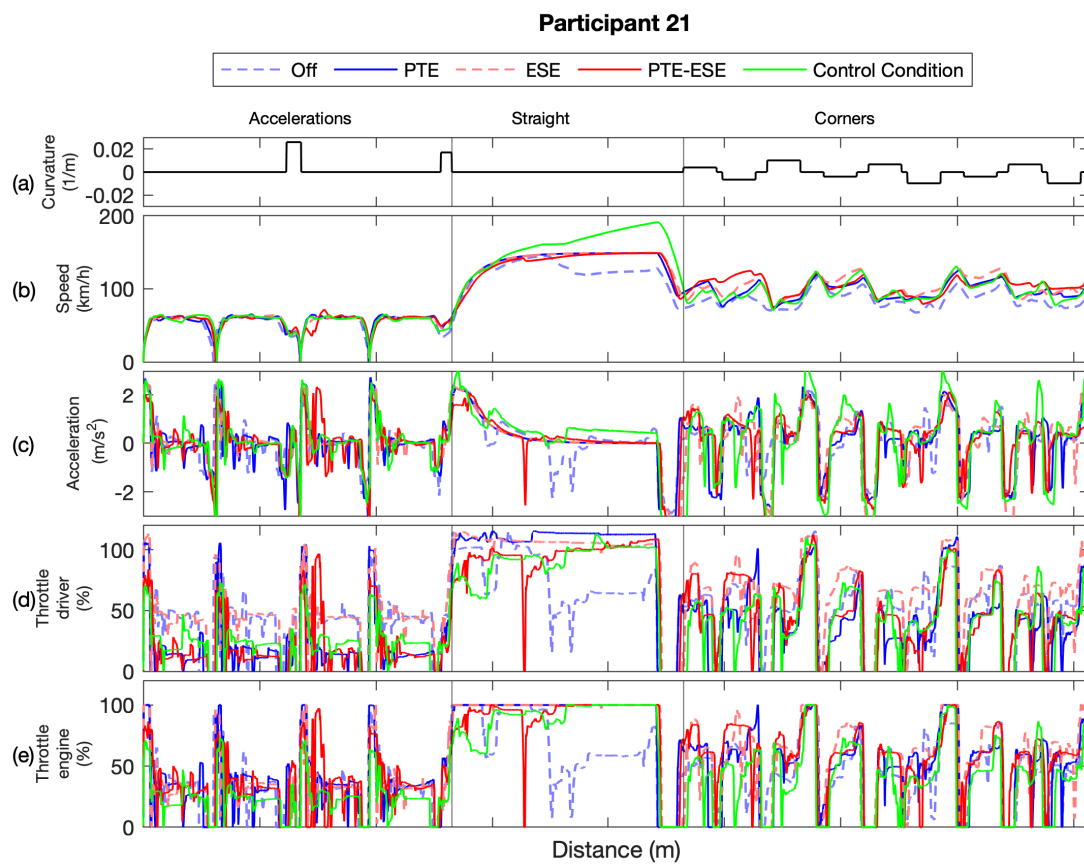 Participant 21
Off PTE ESE PTE-ESE Control Condition
Accelerations Straight Corners
(a) Curvature (1/m) 0.02 0 -0.02
(b) Speed (km/h) 200 100 0
(c) Acceleration (m/s²) 2 0 -2
(d) Throttle driver (%) 100 50 0
(e) Throttle engine (%) 100 50 0
Distance (m)